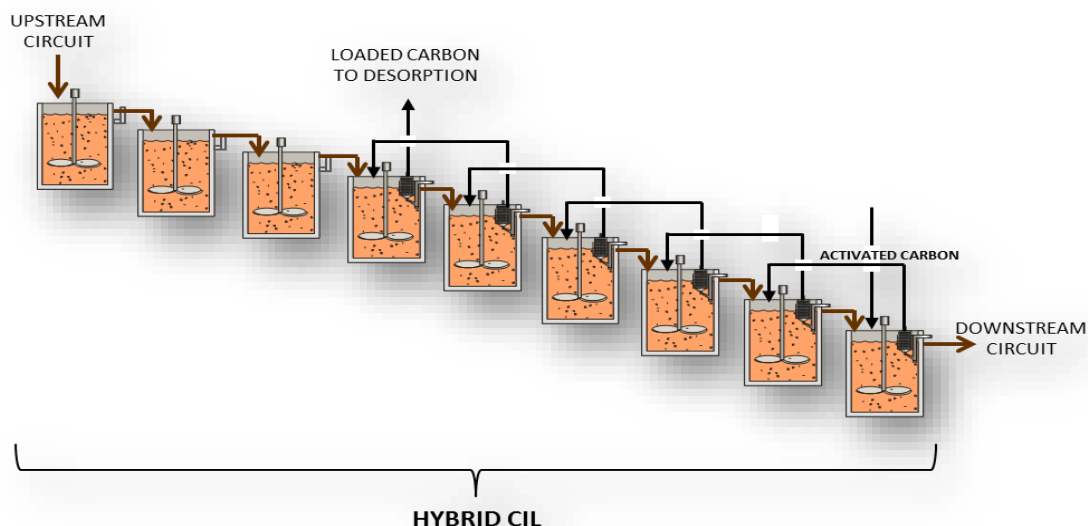 UPSTREAM
CIRCUIT
LOADED CARBON
TO DESORPTION
ACTIVATED CARBON
DOWNSTREAM
CIRCUIT
HYBRID CIL